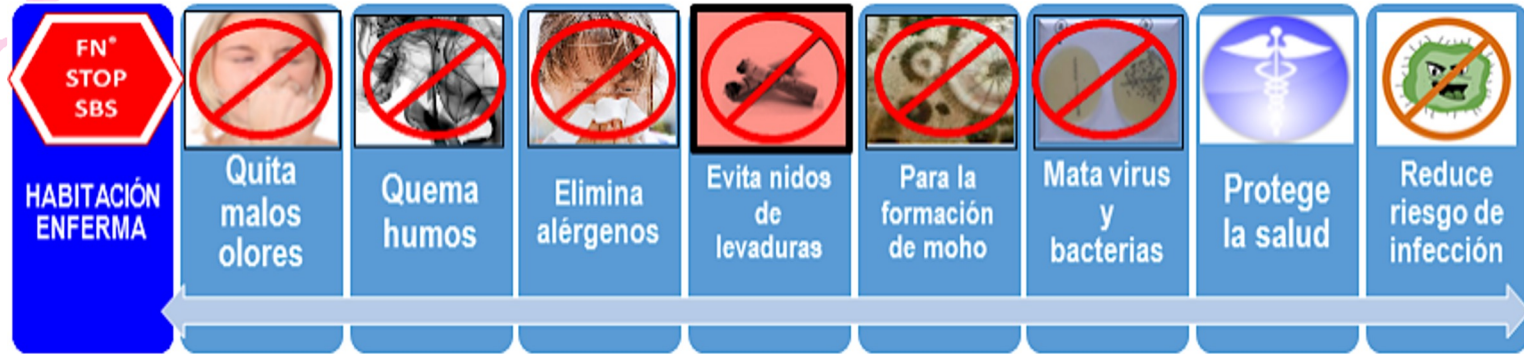 FN®
STOP
SBS
HABITACIÓN
ENFERMA
Quita
malos
olores
Quema
humos
Elimina
alérgenos
Evita nidos
de
levaduras
Para la
formación
de moho
Mata virus
y
bacterias
Protege
la salud
Reduce
riesgo de
infección